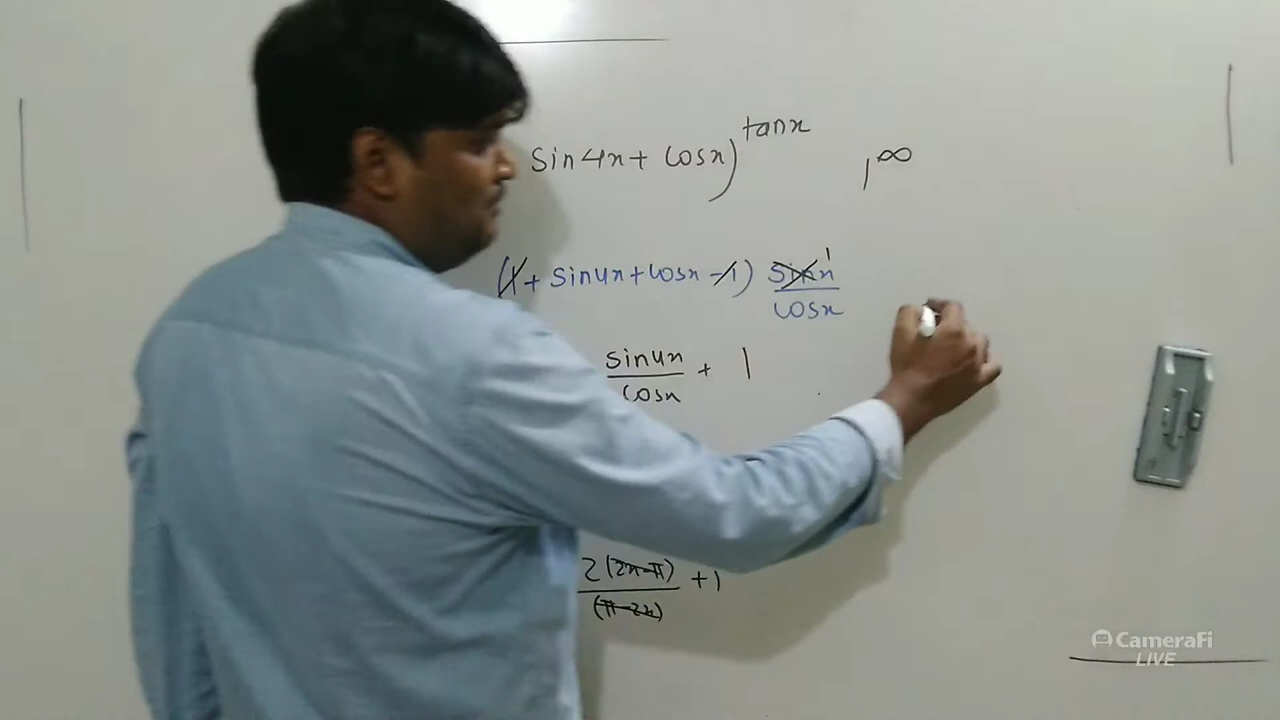 sin4x + cosx)^tanx 1^∞
(1 + sin4x + cosx - 1) sinx/cosx 1
sin4x/cosx + 1
2(2x-π)/(π-2x) + 1
CameraFi
LIVE